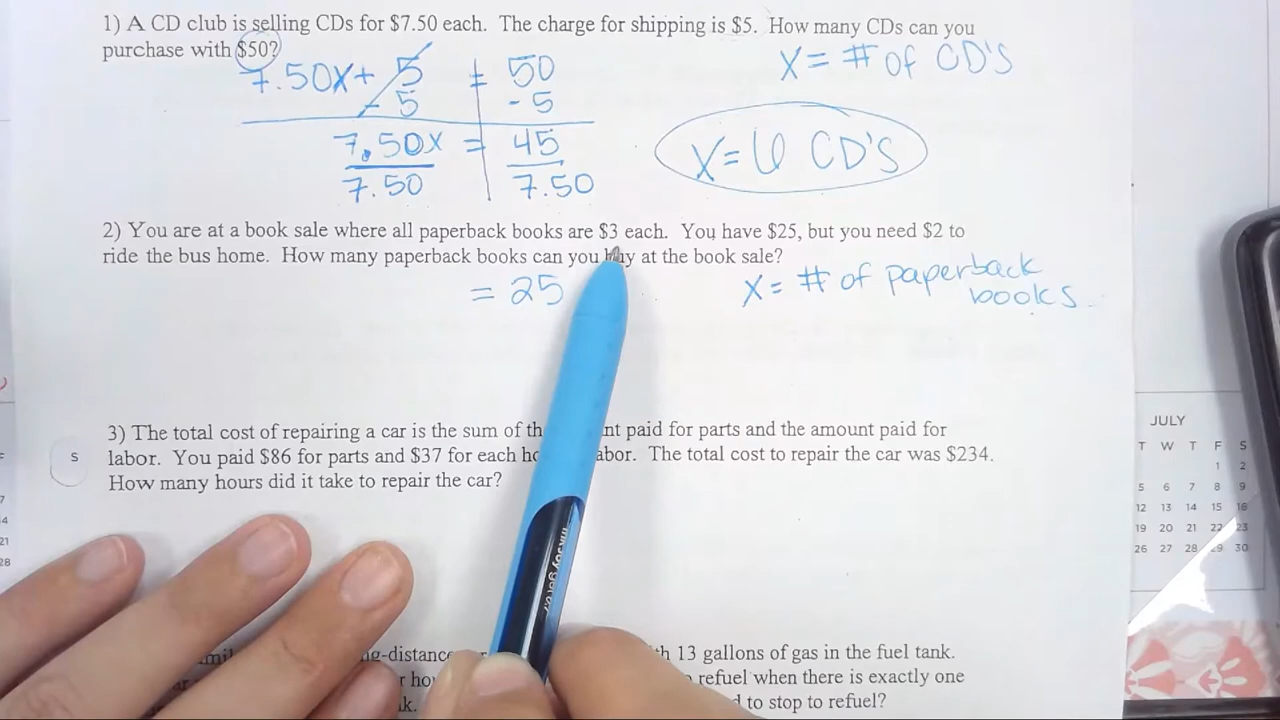 1) A CD club is selling CDs for $7.50 each. The charge for shipping is $5. How many CDs can you
purchase with $50?
7.50x + 5 = 50
x = # of CD'S
- 5 - 5
7.50x = 45
7.50 7.50
x = 6 CD'S
2) You are at a book sale where all paperback books are $3 each. You have $25, but you need $2 to
ride the bus home. How many paperback books can you buy at the book sale?
= 25
x = # of paperback
books
3) The total cost of repairing a car is the sum of the paid for parts and the amount paid for
labor. You paid $86 for parts and $37 for each The total cost to repair the car was $234.
How many hours did it take to repair the car?
13 gallons of gas in the fuel tank.
refuel when there is exactly one
to stop to refuel?
JULY
T W T F S
1 2
5 6 7 8 9
12 13 14 15 16
19 20 21 22 23
26 27 28 29 30
S
21
28